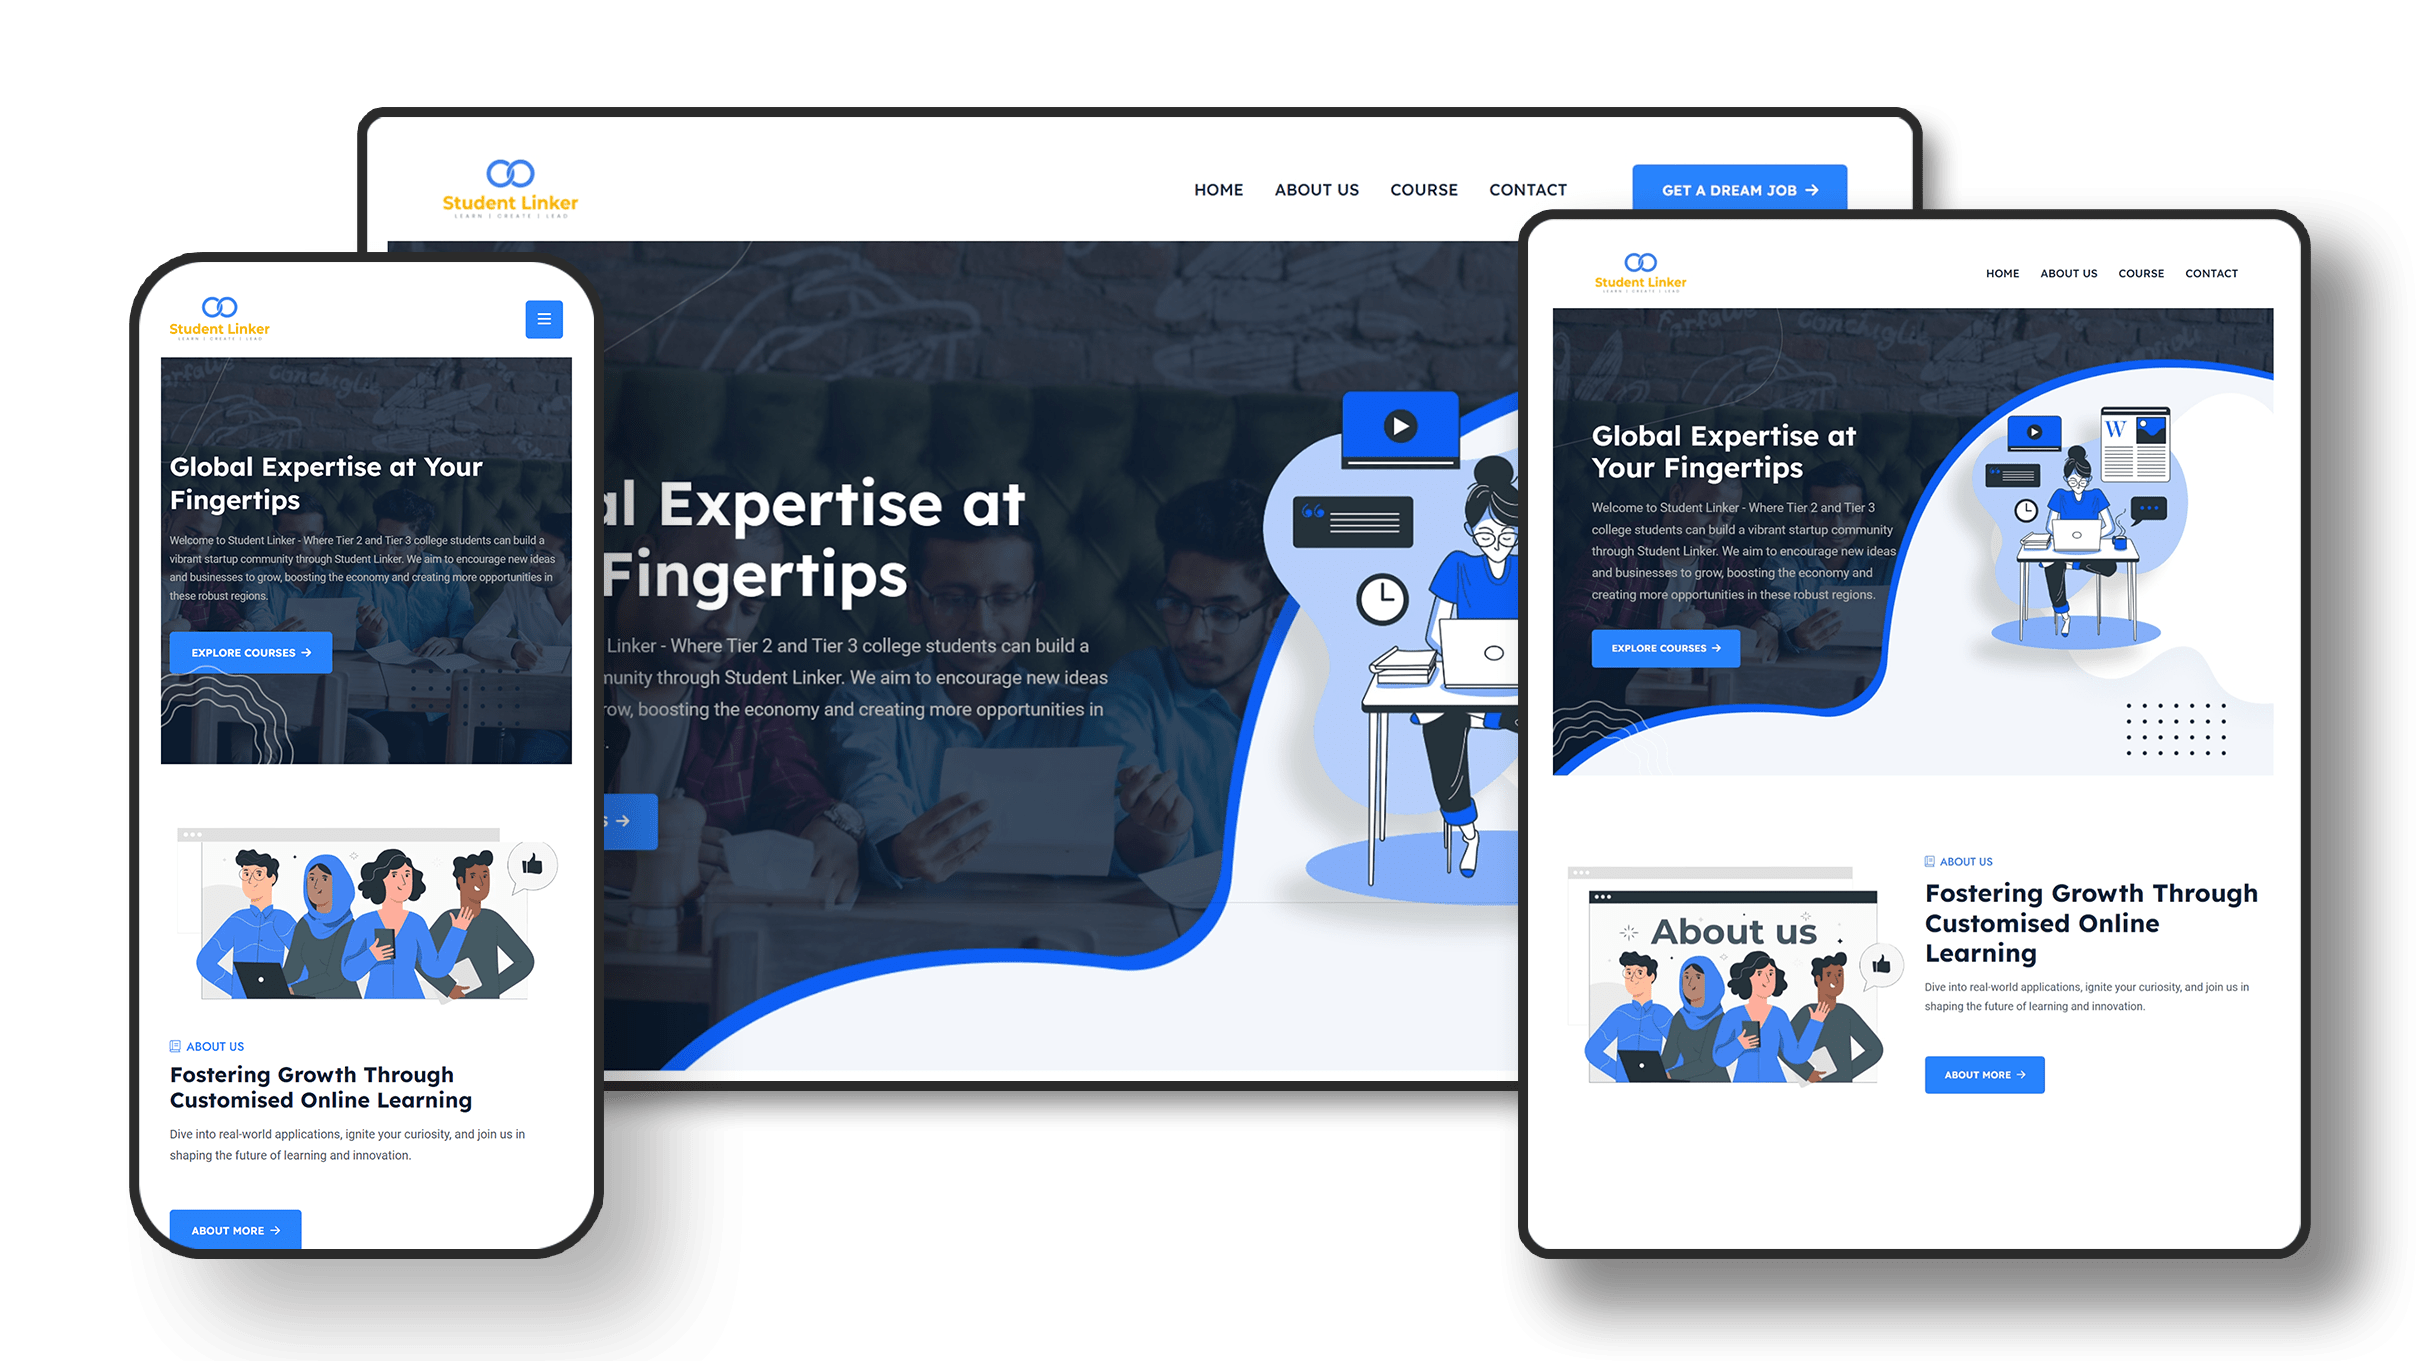 Student Linker
LEARN | CREATE | LEAD
HOME ABOUT US COURSE CONTACT
GET A DREAM JOB →
al Expertise at
Fingertips
Linker - Where Tier 2 and Tier 3 college students can build a
nunity through Student Linker. We aim to encourage new ideas
row, boosting the economy and creating more opportunities in
.
S →
Student Linker
LEARN | CREATE | LEAD
Conchiglie
Global Expertise at Your
Fingertips
Welcome to Student Linker - Where Tier 2 and Tier 3 college students can build a
vibrant startup community through Student Linker. We aim to encourage new ideas
and businesses to grow, boosting the economy and creating more opportunities in
these robust regions.
EXPLORE COURSES →
ABOUT US
Fostering Growth Through
Customised Online Learning
Dive into real-world applications, ignite your curiosity, and join us in
shaping the future of learning and innovation.
ABOUT MORE →
Student Linker
LEARN | CREATE | LEAD
HOME ABOUT US COURSE CONTACT
farfalle Conchiglie
Global Expertise at
Your Fingertips
Welcome to Student Linker - Where Tier 2 and Tier 3
college students can build a vibrant startup community
through Student Linker. We aim to encourage new ideas
and businesses to grow, boosting the economy and
creating more opportunities in these robust regions.
EXPLORE COURSES →
W
About us
ABOUT US
Fostering Growth Through
Customised Online
Learning
Dive into real-world applications, ignite your curiosity, and join us in
shaping the future of learning and innovation.
ABOUT MORE →